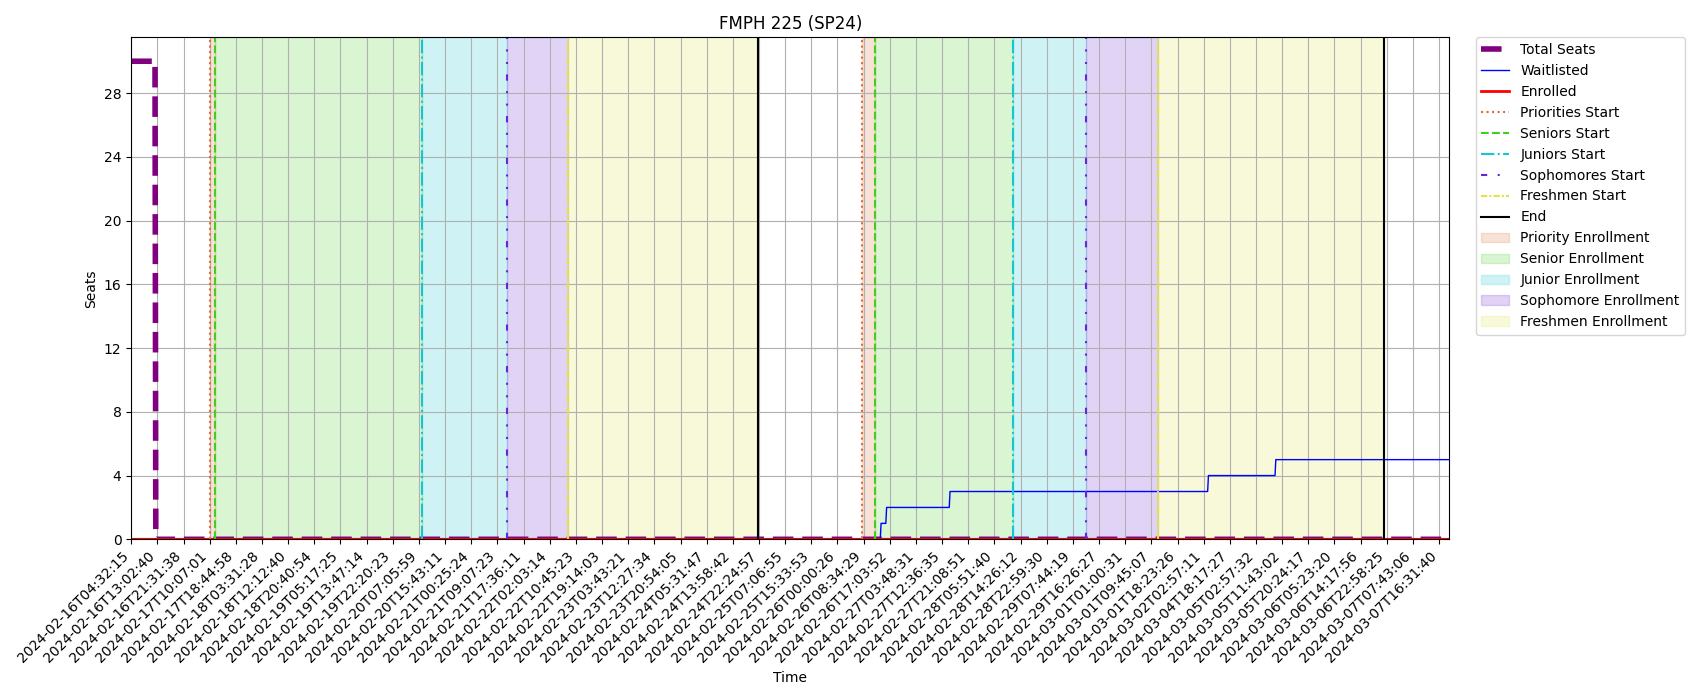 FMPH 225 (SP24)
Seats
28
24
20
16
12
8
4
0
2024-02-16T04:32:15
2024-02-16T13:02:40
2024-02-16T21:31:38
2024-02-17T10:07:01
2024-02-17T18:44:58
2024-02-18T03:31:28
2024-02-18T12:12:40
2024-02-18T20:40:54
2024-02-19T05:17:25
2024-02-19T13:47:14
2024-02-19T22:20:23
2024-02-20T07:05:59
2024-02-20T15:43:11
2024-02-21T00:25:24
2024-02-21T09:07:23
2024-02-21T17:36:11
2024-02-22T02:03:14
2024-02-22T10:45:23
2024-02-22T19:14:03
2024-02-23T03:43:21
2024-02-23T12:27:34
2024-02-23T20:54:05
2024-02-24T05:31:47
2024-02-24T13:58:42
2024-02-24T22:24:57
2024-02-25T07:06:55
2024-02-25T15:33:53
2024-02-26T00:00:26
2024-02-26T08:34:29
2024-02-26T17:03:52
2024-02-27T03:48:31
2024-02-27T12:36:35
2024-02-27T21:08:51
2024-02-28T05:51:40
2024-02-28T14:26:12
2024-02-28T22:59:30
2024-02-29T07:44:19
2024-02-29T16:26:27
2024-03-01T01:00:31
2024-03-01T09:45:07
2024-03-01T18:23:26
2024-03-02T02:57:11
2024-03-04T18:17:27
2024-03-05T02:57:32
2024-03-05T11:43:02
2024-03-05T20:24:17
2024-03-06T05:23:20
2024-03-06T14:17:56
2024-03-06T22:58:25
2024-03-07T07:43:06
2024-03-07T16:31:40
Time
Total Seats
Waitlisted
Enrolled
Priorities Start
Seniors Start
Juniors Start
Sophomores Start
Freshmen Start
End
Priority Enrollment
Senior Enrollment
Junior Enrollment
Sophomore Enrollment
Freshmen Enrollment